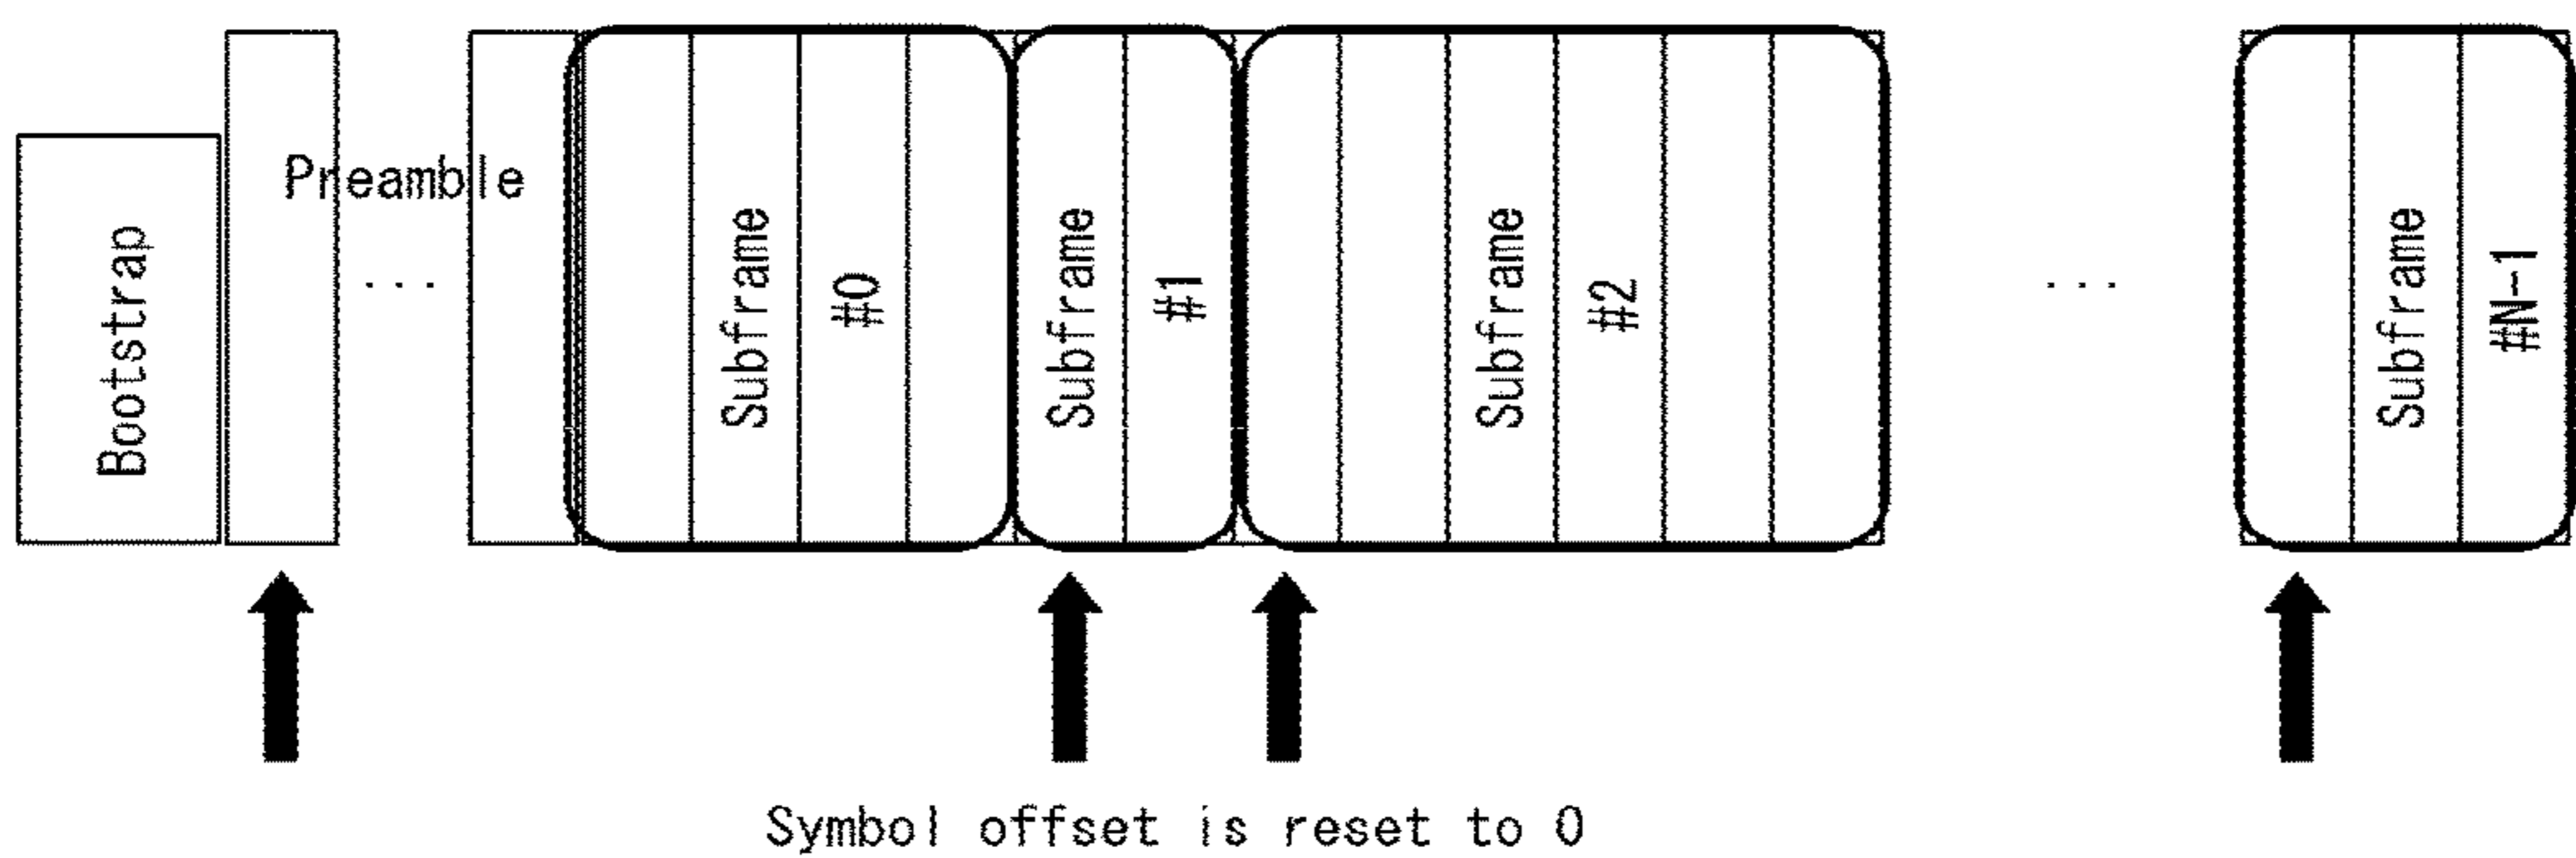 Bootstrap
Preamble
...
Subframe
#0
Subframe
#1
Subframe
#2
...
Subframe
#N-1
Symbol offset is reset to 0